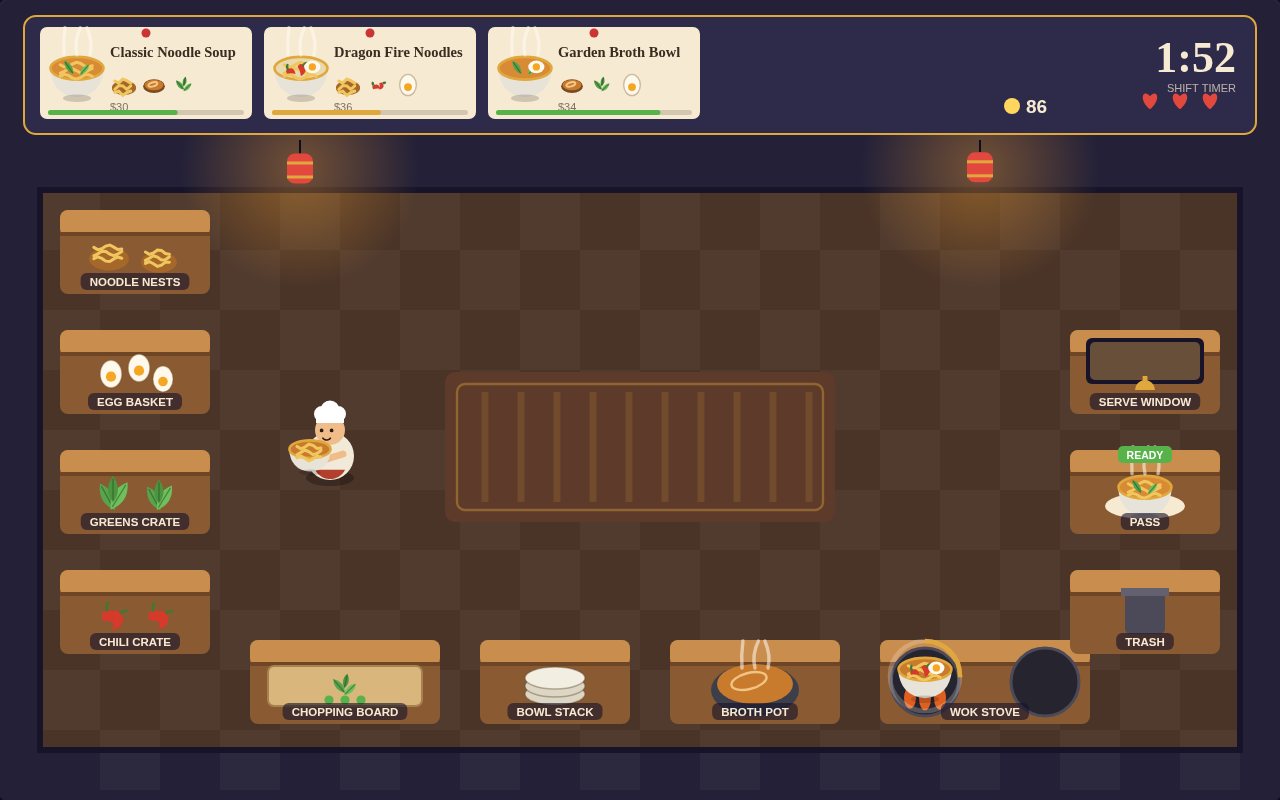 Classic Noodle Soup
$30
Dragon Fire Noodles
$36
Garden Broth Bowl
$34
1:52
SHIFT TIMER
86
NOODLE NESTS
EGG BASKET
GREENS CRATE
CHILI CRATE
SERVE WINDOW
READY
PASS
TRASH
CHOPPING BOARD
BOWL STACK
BROTH POT
WOK STOVE